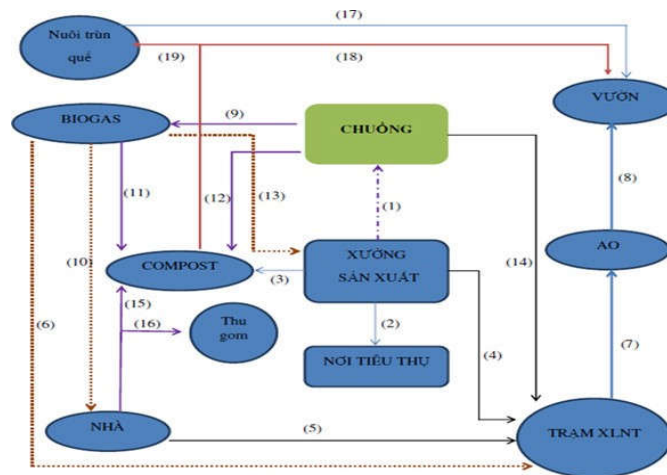 (17)
Nuôi trùn
quế
(19)
(18)
VƯỜN
BIOGAS
(9)
CHUỒNG
(11)
(12)
(13)
(1)
(8)
(10)
COMPOST
(3)
XƯỞNG
SẢN XUẤT
(14)
AO
(15)
(16)
Thu
gom
(2)
(6)
(4)
(7)
NƠI TIÊU THỤ
NHÀ
(5)
TRẠM XLNT